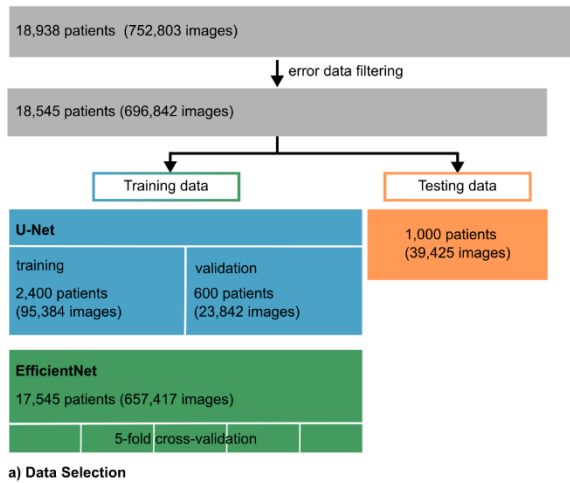 18,938 patients  (752,803 images)
error data filtering
18,545 patients (696,842 images)
Training data
Testing data
U-Net
training
2,400 patients
(95,384 images)
validation
600 patients
(23,842 images)
1,000 patients
(39,425 images)
EfficientNet
17,545 patients (657,417 images)
5-fold cross-validation
a) Data Selection